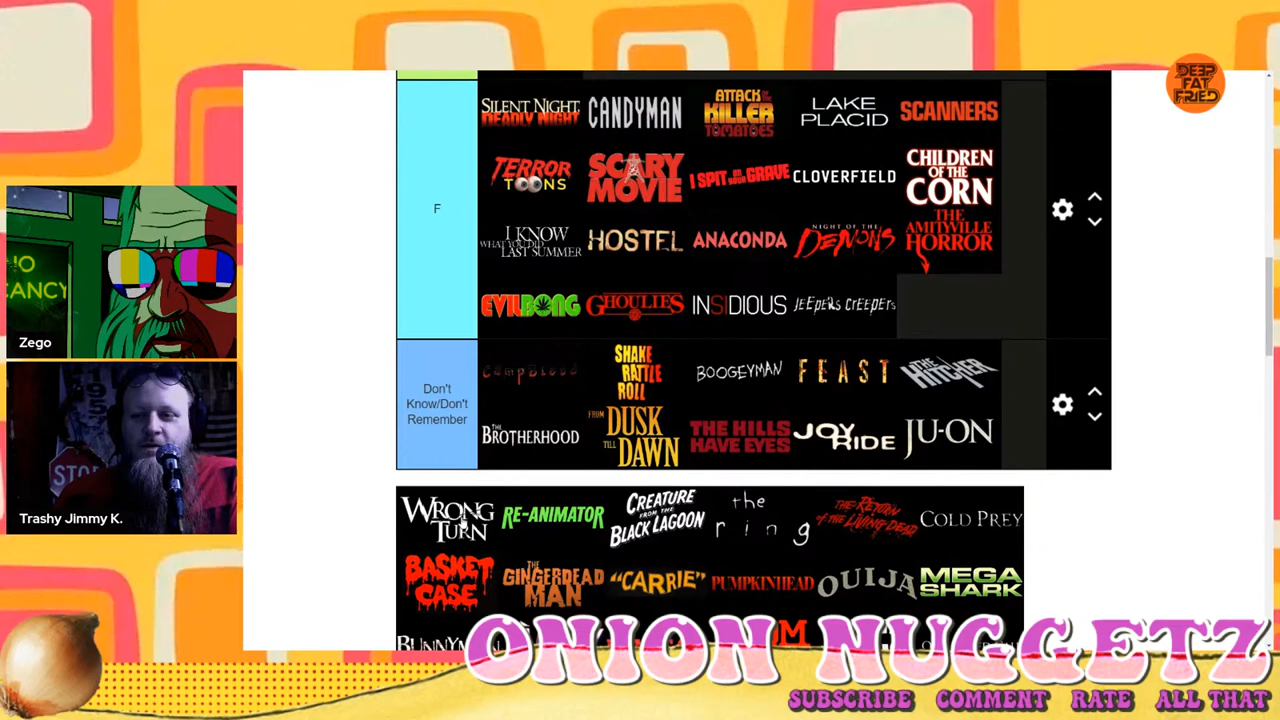 DEEP
FAT
FRIED
SILENT NIGHT
DEADLY NIGHT
CANDYMAN
ATTACK OF THE
KILLER
TOMATOES
LAKE
PLACID
SCANNERS
TERROR
TOONS
SCARY
MOVIE
I SPIT ON YOUR GRAVE
CLOVERFIELD
CHILDREN
OF THE
CORN
F
I KNOW
WHAT YOU DID
LAST SUMMER
HOSTEL
ANACONDA
NIGHT OF THE
DEMONS
THE
AMITYVILLE
HORROR
EVIL BONG
GHOULIES
INSIDIOUS
JEEPERS CREEPERS
Don't
Know/Don't
Remember
CAMP BLOOD
SHAKE
RATTLE
ROLL
BOOGEYMAN
FEAST
THE
HITCHER
THE
BROTHERHOOD
FROM
DUSK
TILL
DAWN
THE HILLS
HAVE EYES
JOY
RIDE
JU-ON
WRONG
TURN
RE-ANIMATOR
CREATURE
FROM THE
BLACK LAGOON
the
ring
THE RETURN
OF THE LIVING DEAD
COLD PREY
BASKET
CASE
THE
GINGERDEAD
MAN
"CARRIE"
PUMPKINHEAD
OUIJA
MEGA
SHARK
NO
VACANCY
Zego
STOP
Trashy Jimmy K.
ONION NUGGETZ
SUBSCRIBE COMMENT RATE ALL THAT